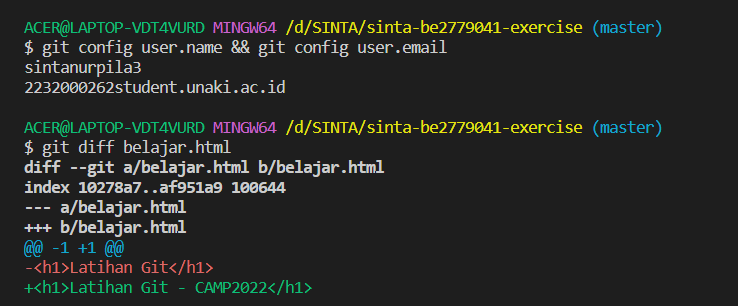 ACER@LAPTOP-VDT4VURD MINGW64 /d/SINTA/sinta-be2779041-exercise (master)
$ git config user.name && git config user.email
sintanurpila3
2232000262student.unaki.ac.id
ACER@LAPTOP-VDT4VURD MINGW64 /d/SINTA/sinta-be2779041-exercise (master)
$ git diff belajar.html
diff --git a/belajar.html b/belajar.html
index 10278a7..af951a9 100644
--- a/belajar.html
+++ b/belajar.html
@@ -1 +1 @@
-<h1>Latihan Git</h1>
+<h1>Latihan Git - CAMP2022</h1>